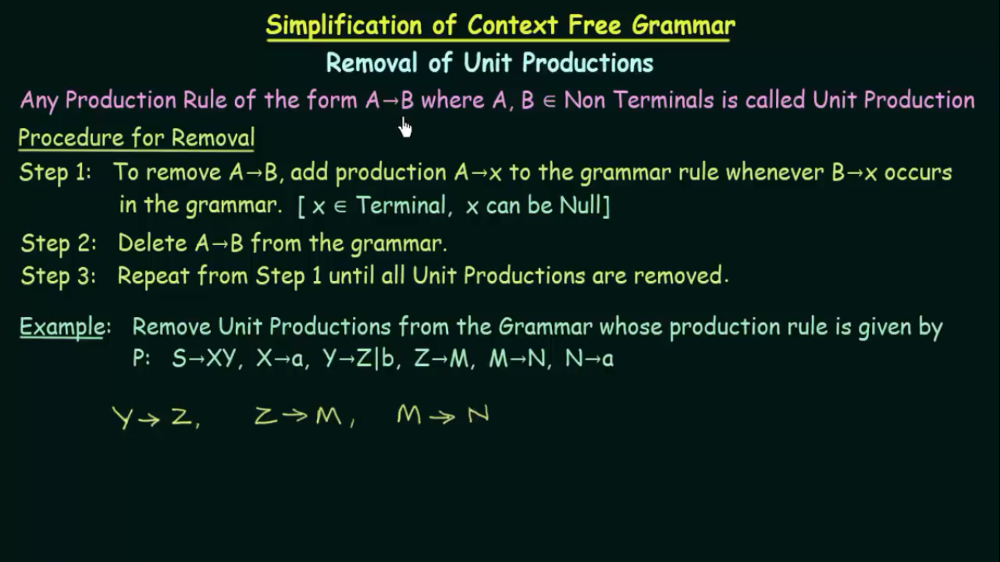 Simplification of Context Free Grammar
Removal of Unit Productions
Any Production Rule of the form A→B where A, B ∈ Non Terminals is called Unit Production
Procedure for Removal
Step 1: To remove A→B, add production A→x to the grammar rule whenever B→x occurs
in the grammar. [ x ∈ Terminal, x can be Null]
Step 2: Delete A→B from the grammar.
Step 3: Repeat from Step 1 until all Unit Productions are removed.
Example: Remove Unit Productions from the Grammar whose production rule is given by
P: S→XY, X→a, Y→Z|b, Z→M, M→N, N→a
Y→Z, Z→M, M→N